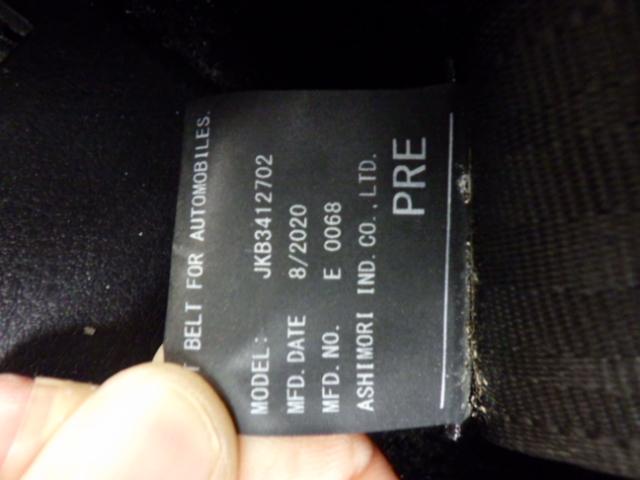 BELT FOR AUTOMOBILES.
MODEL: JKB3412702
MFD. DATE 8/2020
MFD. NO. E 0068
ASHIMORI IND. CO., LTD.
PRE